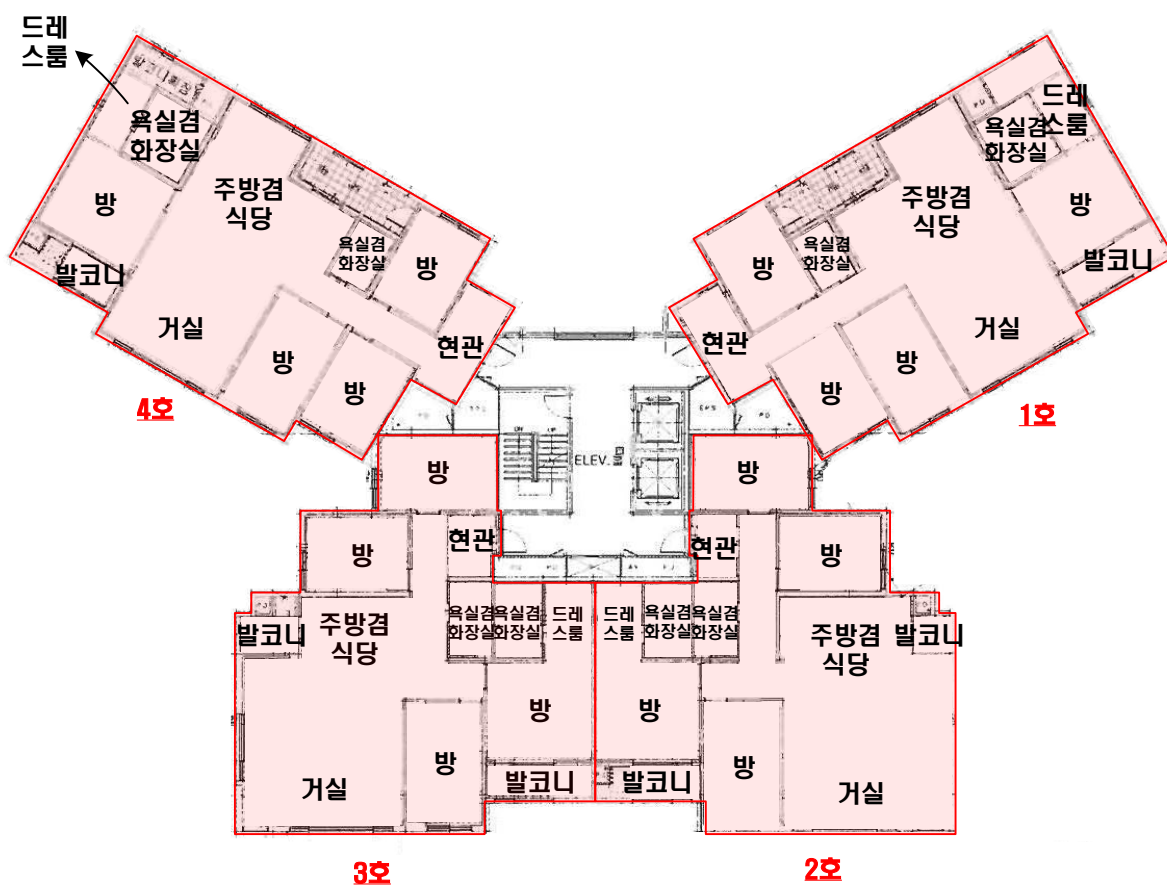 드레
스룸
욕실겸
화장실
주방겸
식당
방
욕실겸
화장실
방
발코니
거실
현관
방
방
4호
드레
스룸
욕실겸
화장실
주방겸
식당
방
방
욕실겸
화장실
발코니
현관
거실
방
방
1호
EPS
PD
ELEV.
방
방
현관
방
욕실겸
화장실
욕실겸
화장실
드레
스룸
발코니
주방겸
식당
방
방
거실
발코니
3호
현관
방
드레
스룸
욕실겸
화장실
욕실겸
화장실
주방겸
식당
발코니
방
방
거실
발코니
2호